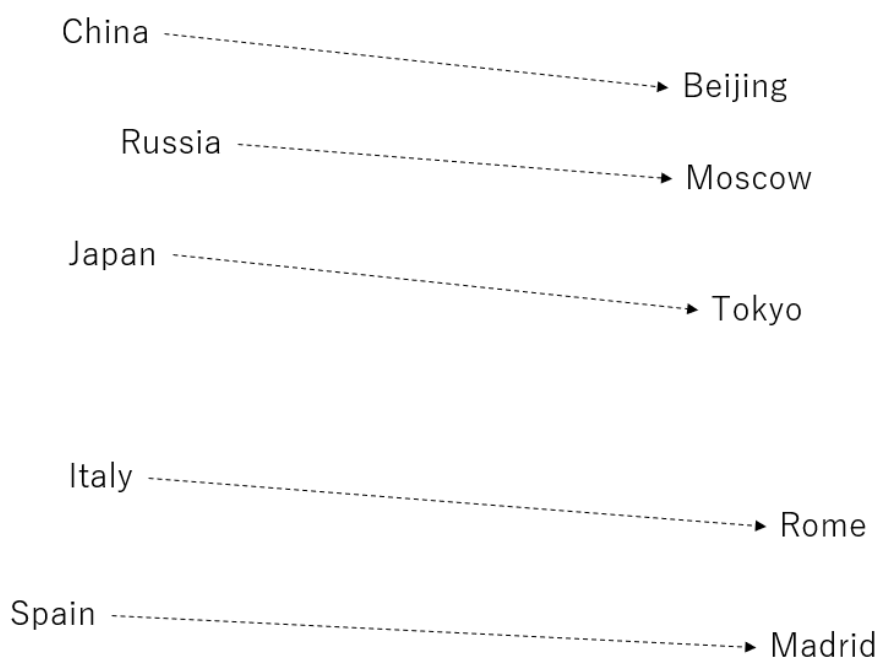 China
Beijing
Russia
Moscow
Japan
Tokyo
Italy
Rome
Spain
Madrid